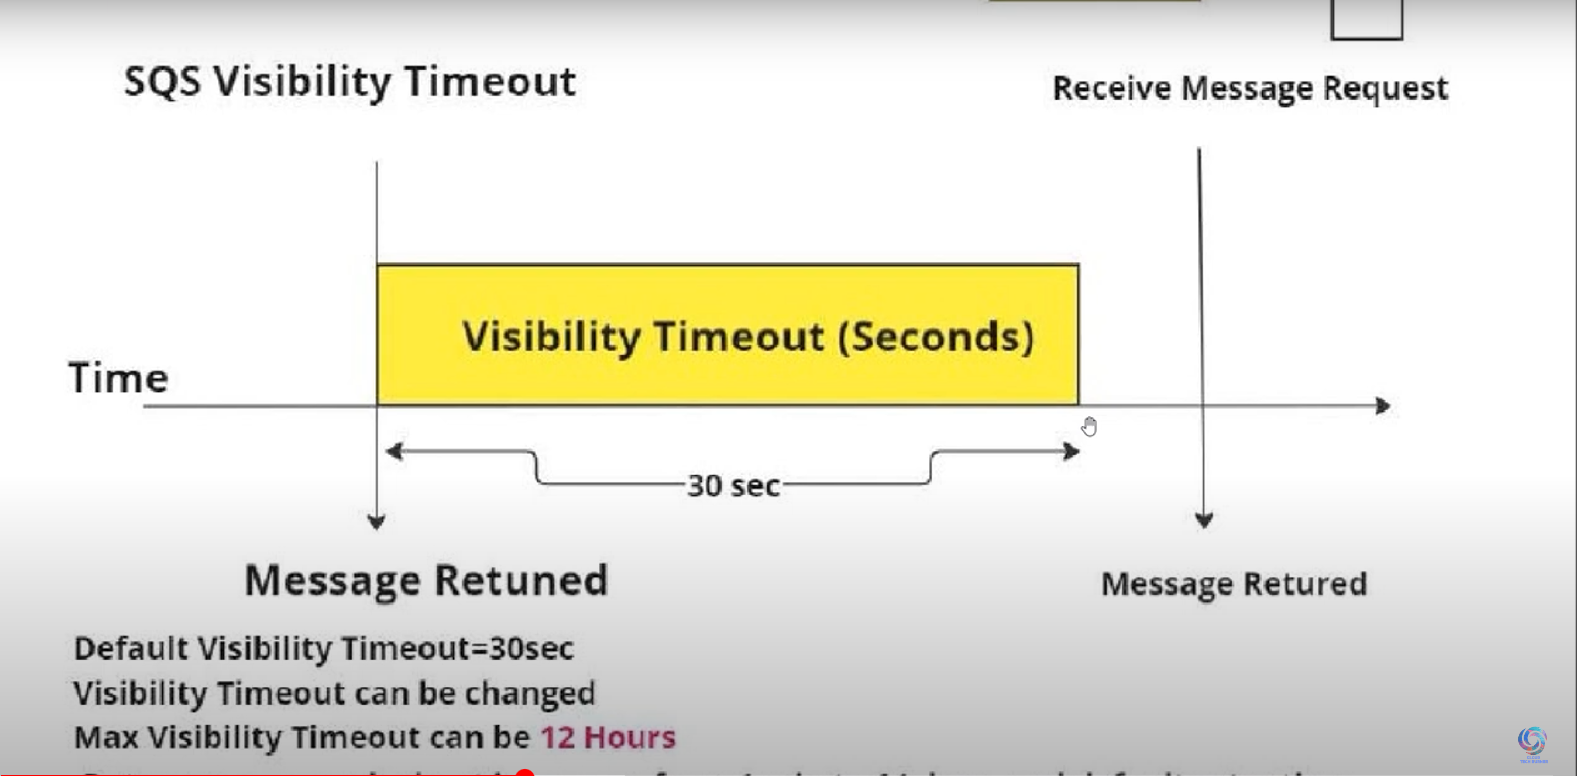 SQS Visibility Timeout
Receive Message Request
Visibility Timeout (Seconds)
Time
30 sec
Message Retuned
Message Retured
Default Visibility Timeout=30sec
Visibility Timeout can be changed
Max Visibility Timeout can be 12 Hours